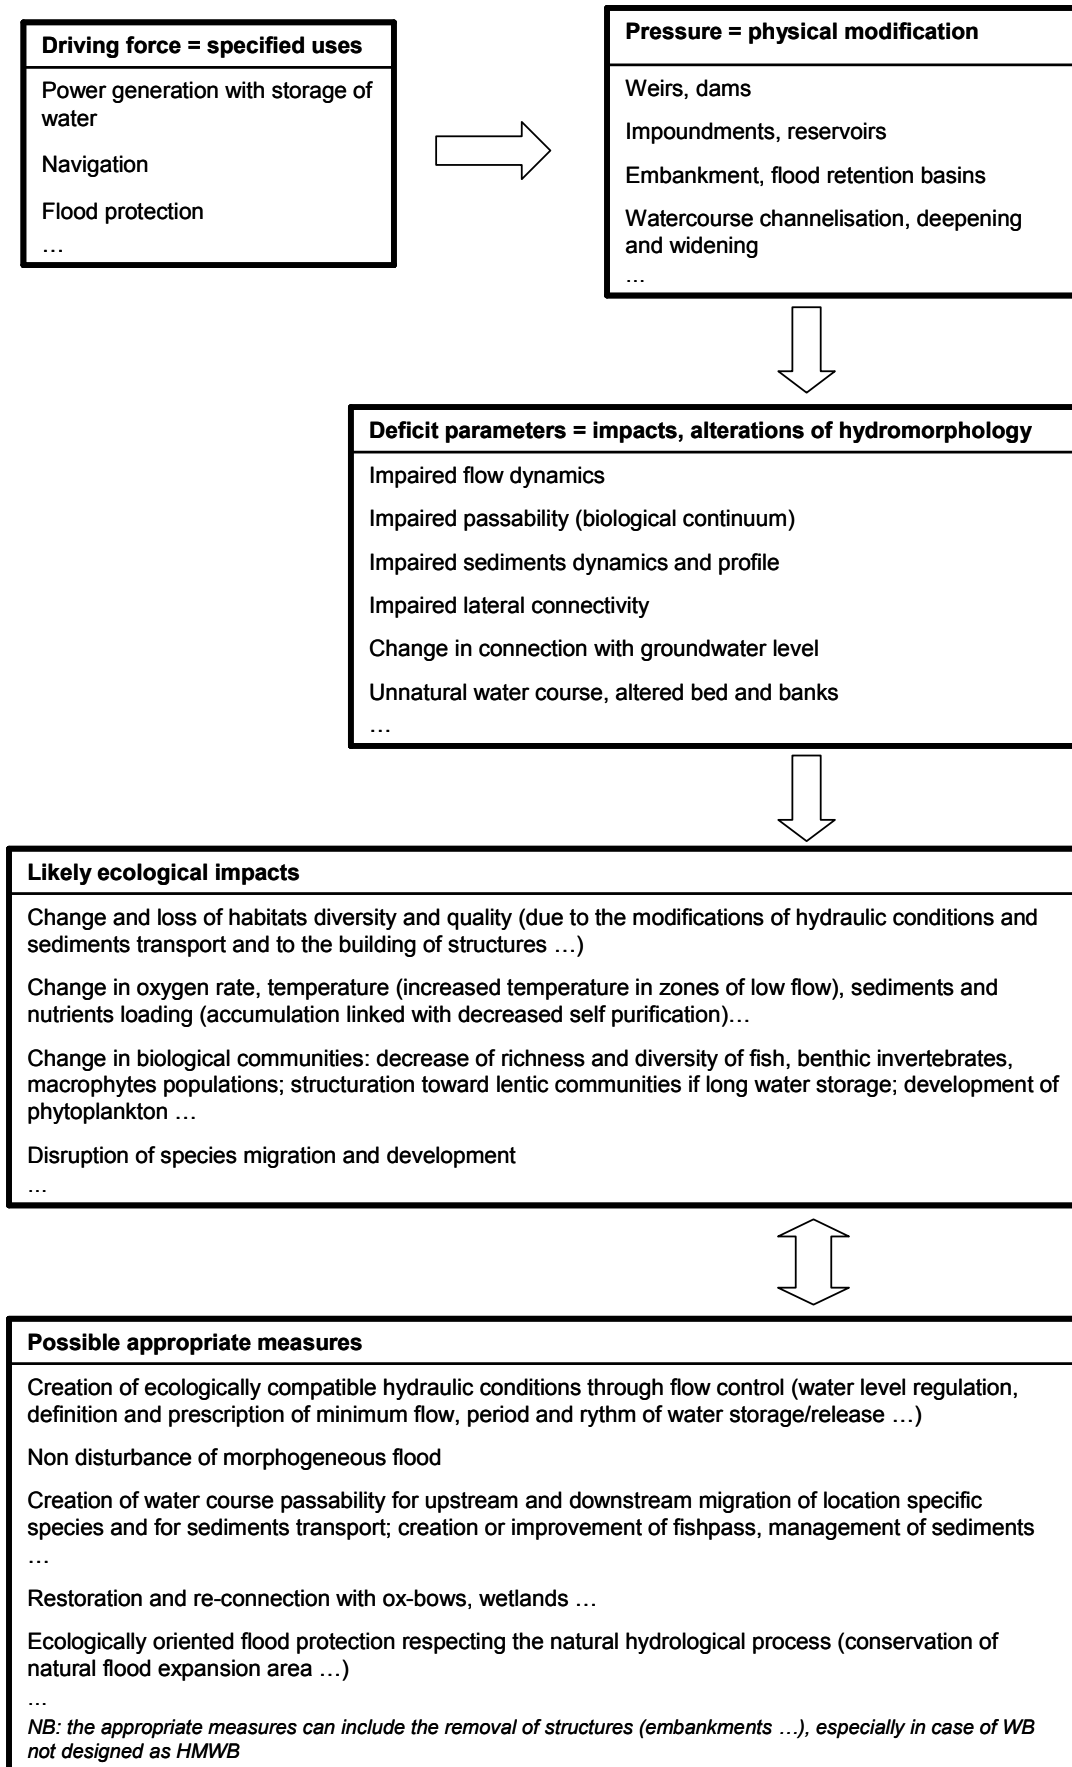 Driving force = specified uses
Power generation with storage of
water
Navigation
Flood protection
…
Pressure = physical modification
Weirs, dams
Impoundments, reservoirs
Embankment, flood retention basins
Watercourse channelisation, deepening
and widening
…
Deficit parameters = impacts, alterations of hydromorphology
Impaired flow dynamics
Impaired passability (biological continuum)
Impaired sediments dynamics and profile
Impaired lateral connectivity
Change in connection with groundwater level
Unnatural water course, altered bed and banks
…
Likely ecological impacts
Change and loss of habitats diversity and quality (due to the modifications of hydraulic conditions and
sediments transport and to the building of structures …)
Change in oxygen rate, temperature (increased temperature in zones of low flow), sediments and
nutrients loading (accumulation linked with decreased self purification)…
Change in biological communities: decrease of richness and diversity of fish, benthic invertebrates,
macrophytes populations; structuration toward lentic communities if long water storage; development of
phytoplankton …
Disruption of species migration and development
…
Possible appropriate measures
Creation of ecologically compatible hydraulic conditions through flow control (water level regulation,
definition and prescription of minimum flow, period and rythm of water storage/release …)
Non disturbance of morphogeneous flood
Creation of water course passability for upstream and downstream migration of location specific
species and for sediments transport; creation or improvement of fishpass, management of sediments
…
Restoration and re-connection with ox-bows, wetlands …
Ecologically oriented flood protection respecting the natural hydrological process (conservation of
natural flood expansion area …)
…
NB: the appropriate measures can include the removal of structures (embankments …), especially in case of WB
not designed as HMWB